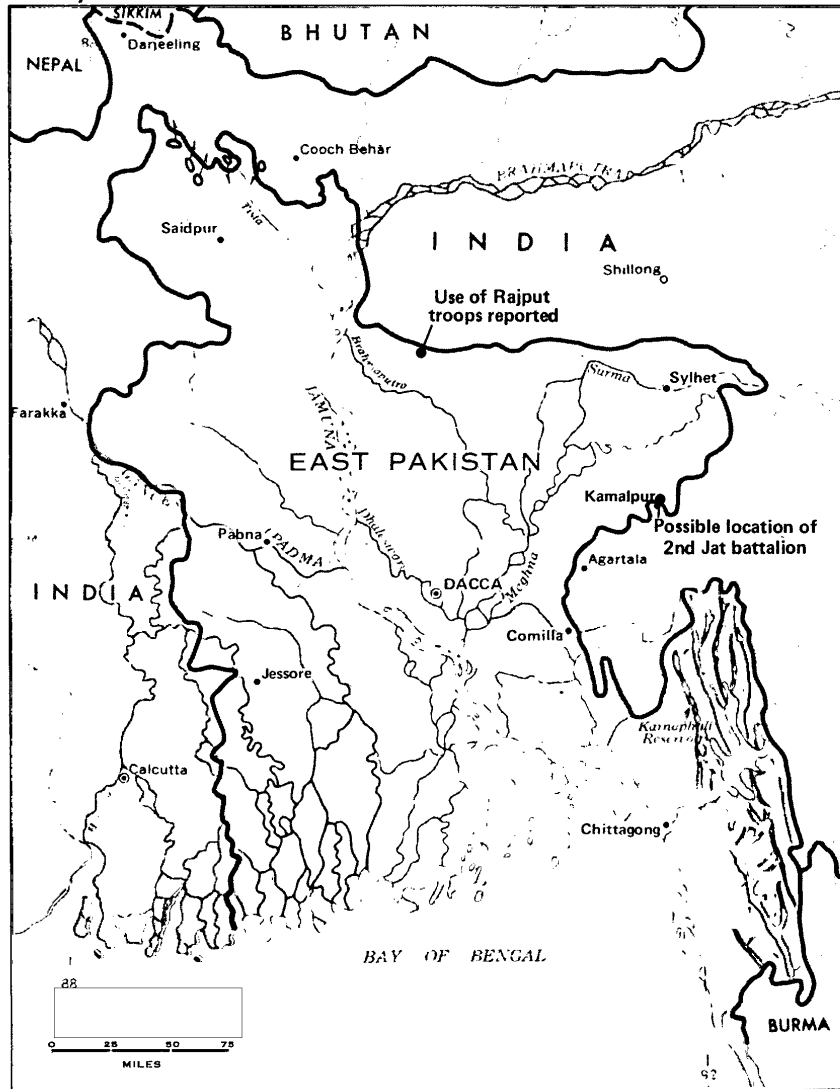 SIKKIM
Darjeeling
BHUTAN
NEPAL
Cooch Behar
BRAHMAPUTRA
Tista
Saidpur
INDIA
Shillong
Use of Rajput
troops reported
Brahmaputra
Surma
Sylhet
Farakka
JAMUNA
EAST PAKISTAN
Kamalpur
Possible location of
2nd Jat battalion
Pabna
PADMA
Dhaleswari
Meghna
Agartala
DACCA
INDIA
Comilla
Jessore
Karnaphuli
Reservoir
Calcutta
Chittagong
BAY OF BENGAL
88
0 25 50 75
MILES
BURMA
92